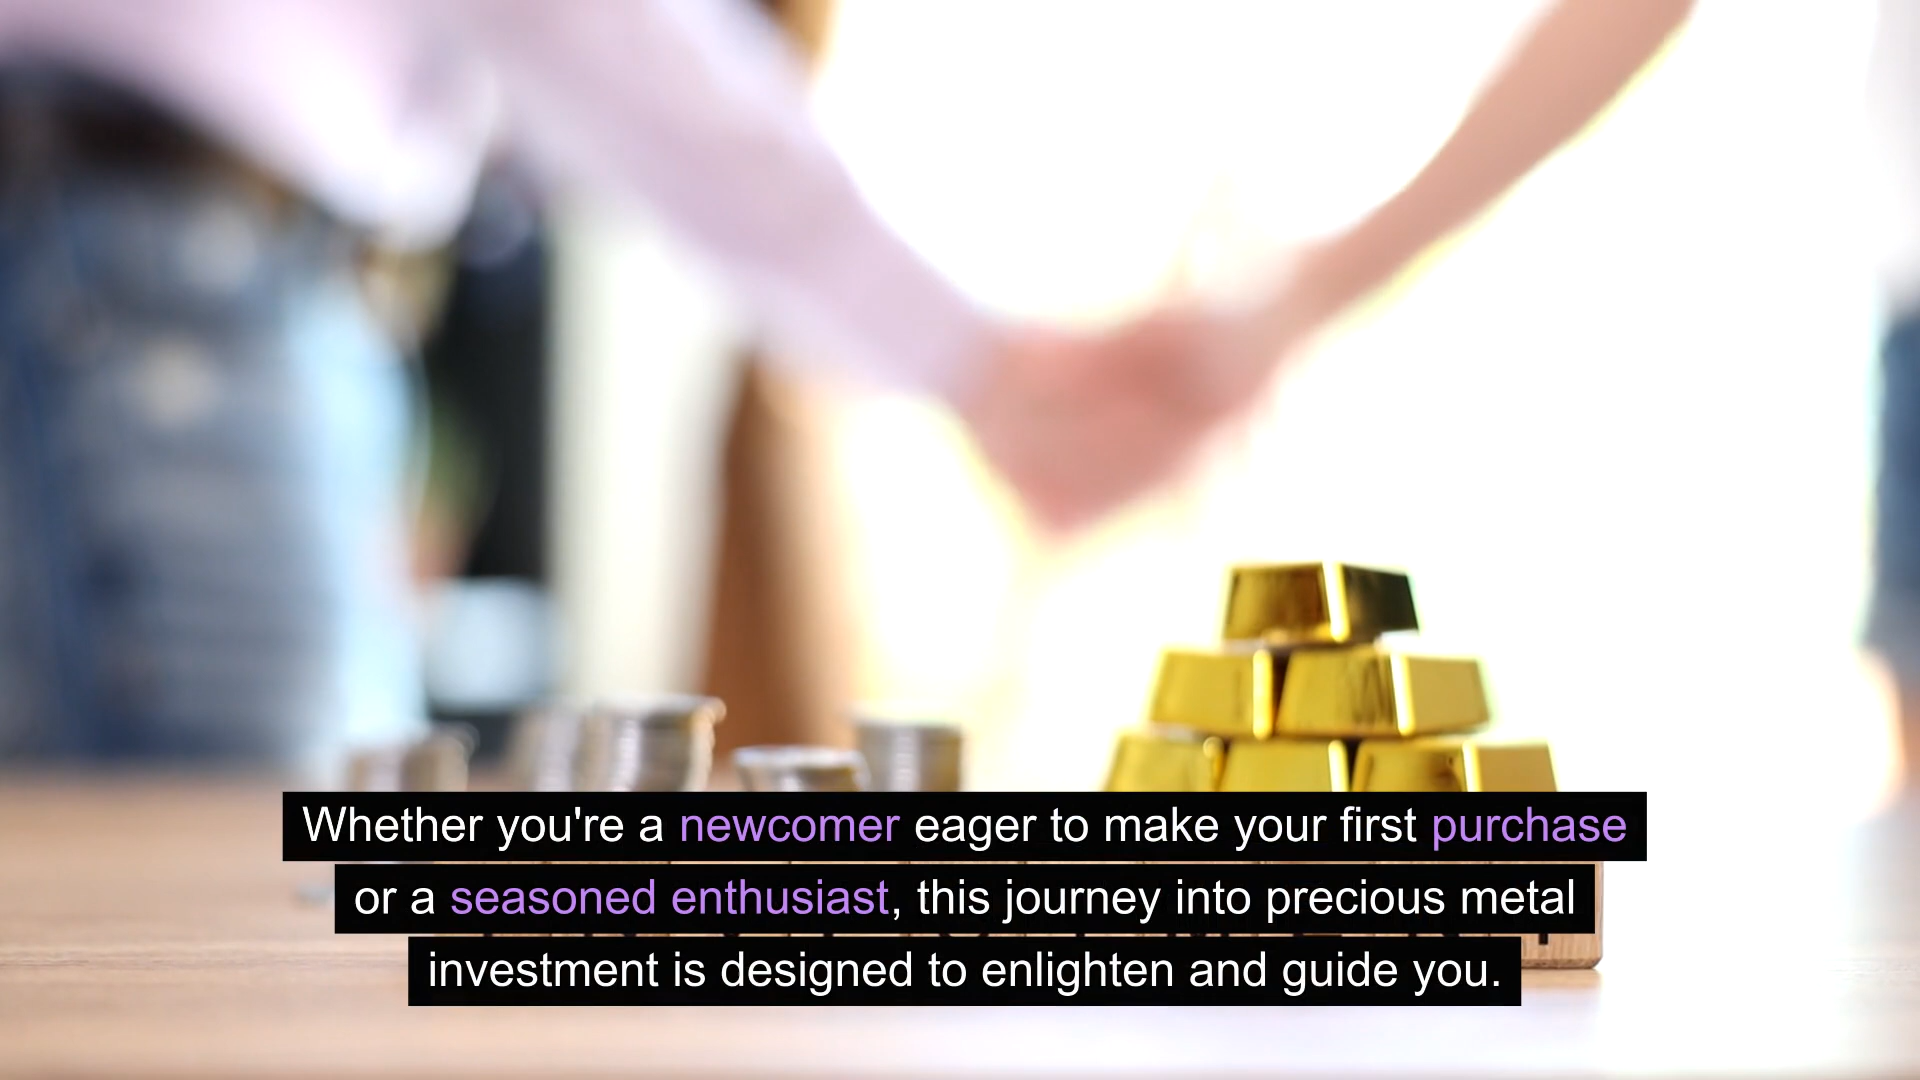 Whether you're a newcomer eager to make your first purchase
or a seasoned enthusiast, this journey into precious metal
investment is designed to enlighten and guide you.